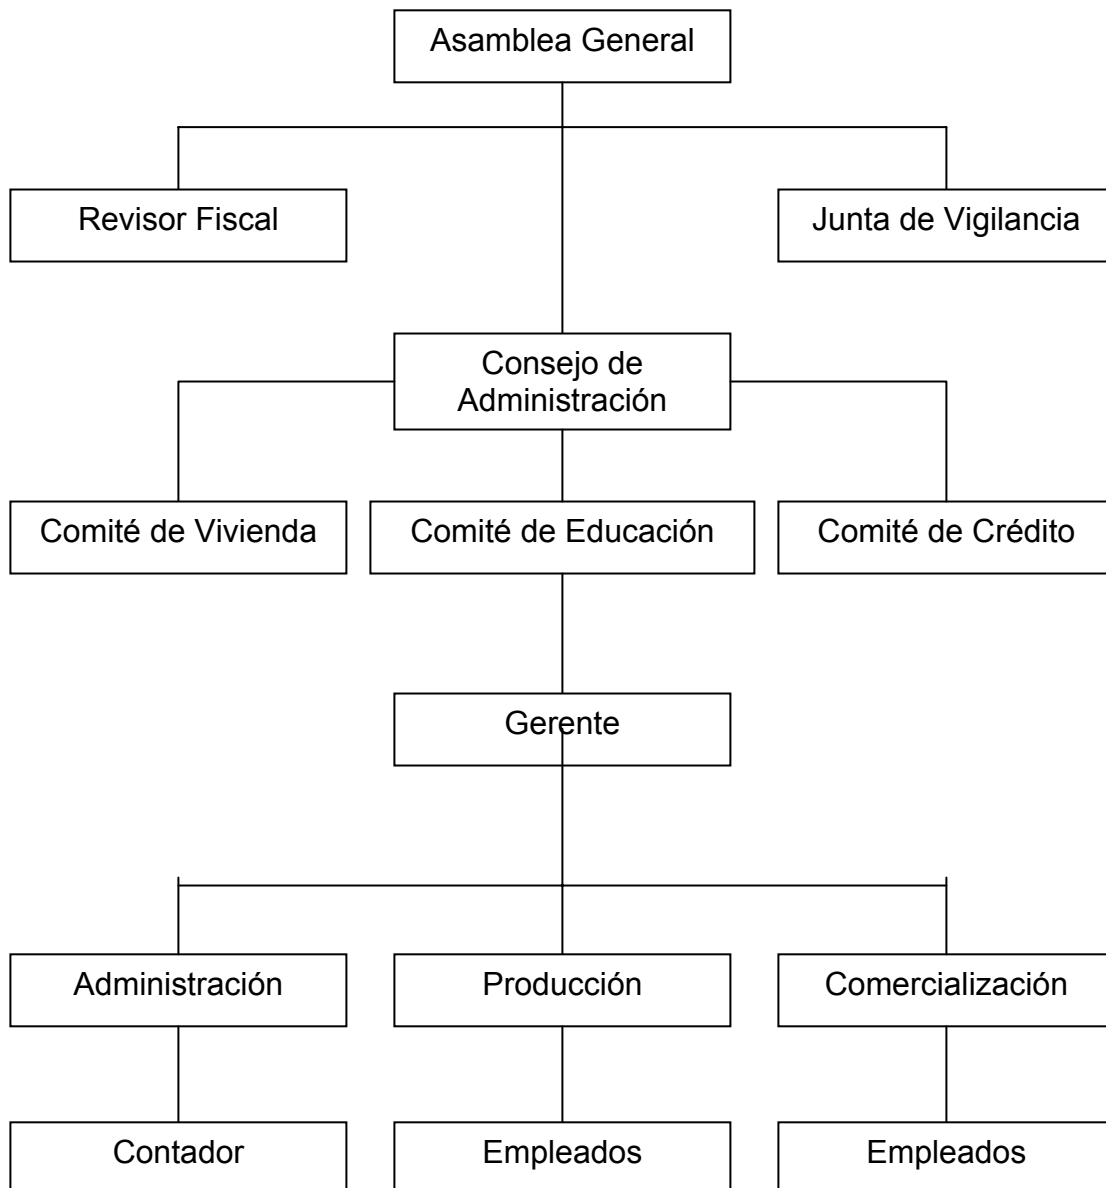 Asamblea General
Revisor Fiscal
Junta de Vigilancia
Consejo de
Administración
Comité de Vivienda
Comité de Educación
Comité de Crédito
Gerente
Administración
Producción
Comercialización
Contador
Empleados
Empleados